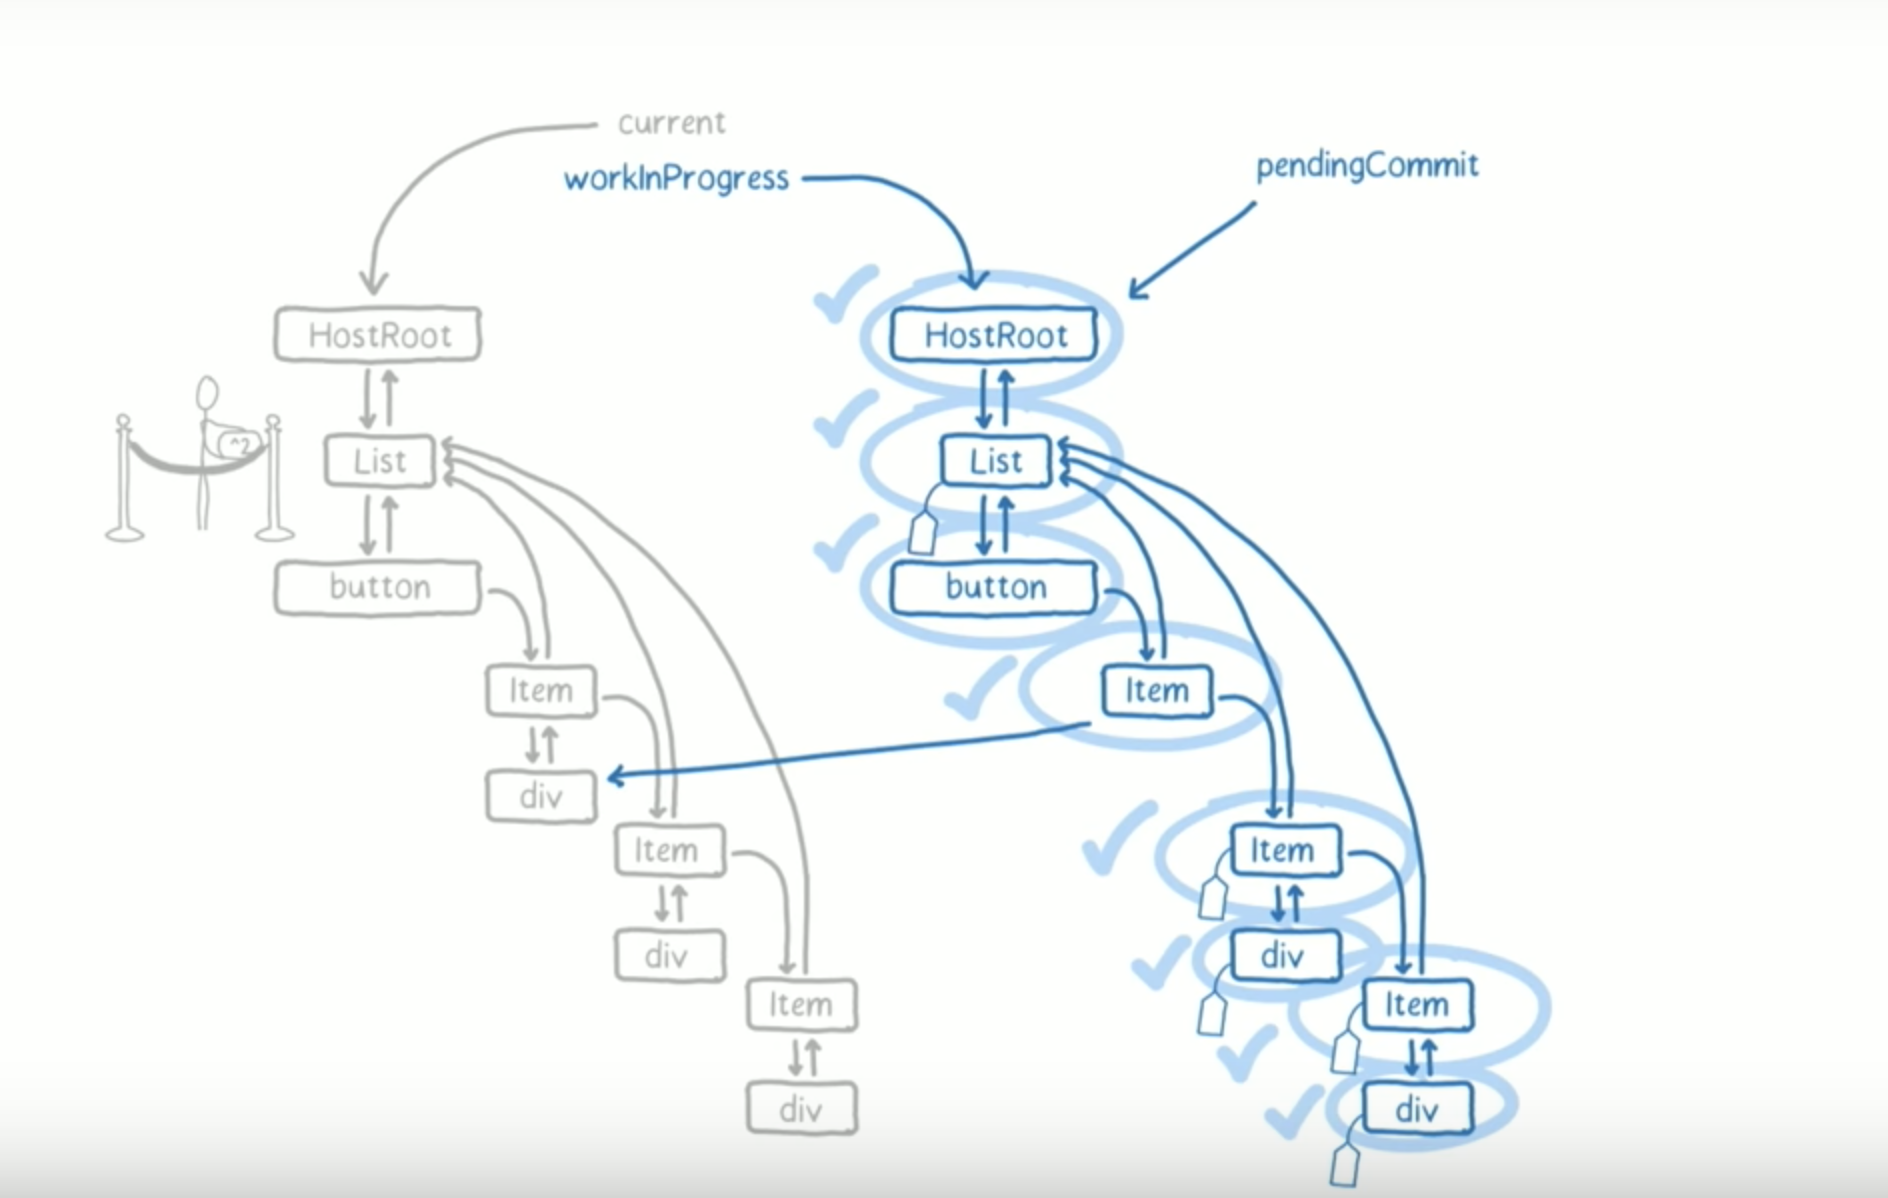 current
workInProgress
pendingCommit
HostRoot
HostRoot
^2
List
List
button
button
Item
Item
div
Item
Item
div
div
Item
Item
div
div